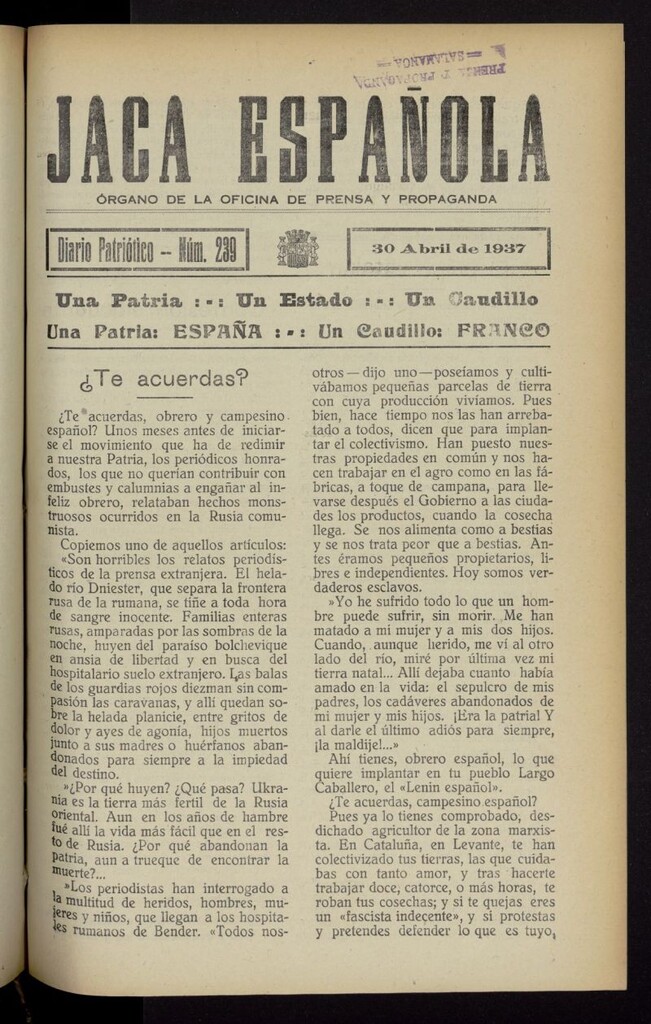 PRENSA Y PROPAGANDA
= SALAMANCA =
JACA ESPAÑOLA
ÓRGANO DE LA OFICINA DE PRENSA Y PROPAGANDA
Diario Patriótico -- Núm. 239
30 Abril de 1937
Una Patria :-: Un Estado :-: Un Caudillo
Una Patria: ESPAÑA :-: Un Caudillo: FRANCO
¿Te acuerdas?
¿Te acuerdas, obrero y campesino
español? Unos meses antes de iniciar-
se el movimiento que ha de redimir
a nuestra Patria, los periódicos honra-
dos, los que no querían contribuir con
embustes y calumnias a engañar al in-
feliz obrero, relataban hechos mons-
truosos ocurridos en la Rusia comu-
nista.
Copiemos uno de aquellos artículos:
«Son horribles los relatos periodís-
ticos de la prensa extranjera. El hela-
do río Dniester, que separa la frontera
rusa de la rumana, se tiñe a toda hora
de sangre inocente. Familias enteras
rusas, amparadas por las sombras de la
noche, huyen del paraíso bolchevique
en ansia de libertad y en busca del
hospitalario suelo extranjero. Las balas
de los guardias rojos diezman sin com-
pasión las caravanas, y allí quedan so-
bre la helada planicie, entre gritos de
dolor y ayes de agonía, hijos muertos
junto a sus madres o huérfanos aban-
donados para siempre a la impiedad
del destino.
»¿Por qué huyen? ¿Qué pasa? Ukra-
nia es la tierra más fertil de la Rusia
oriental. Aun en los años de hambre
fué allí la vida más fácil que en el res-
to de Rusia. ¿Por qué abandonan la
patria, aun a trueque de encontrar la
muerte?...
»Los periodistas han interrogado a
la multitud de heridos, hombres, mu-
jeres y niños, que llegan a los hospita-
les rumanos de Bender. «Todos nos-
otros — dijo uno — poseíamos y culti-
vábamos pequeñas parcelas de tierra
con cuya producción vivíamos. Pues
bien, hace tiempo nos las han arreba-
tado a todos, dicen que para implan-
tar el colectivismo. Han puesto nues-
tras propiedades en común y nos ha-
cen trabajar en el agro como en las fá-
bricas, a toque de campana, para lle-
varse después el Gobierno a las ciuda-
des los productos, cuando la cosecha
llega. Se nos alimenta como a bestias
y se nos trata peor que a bestias. An-
tes éramos pequeños propietarios, li-
bres e independientes. Hoy somos ver-
daderos esclavos.
»Yo he sufrido todo lo que un hom-
bre puede sufrir, sin morir. Me han
matado a mi mujer y a mis dos hijos.
Cuando, aunque herido, me ví al otro
lado del río, miré por última vez mi
tierra natal... Allí dejaba cuanto había
amado en la vida: el sepulcro de mis
padres, los cadáveres abandonados de
mi mujer y mis hijos. ¡Era la patria! Y
al darle el último adiós para siempre,
¡la maldije!...»
Ahí tienes, obrero español, lo que
quiere implantar en tu pueblo Largo
Caballero, el «Lenin español».
¿Te acuerdas, campesino español?
Pues ya lo tienes comprobado, des-
dichado agricultor de la zona marxis-
ta. En Cataluña, en Levante, te han
colectivizado tus tierras, las que cuida-
bas con tanto amor, y tras hacerte
trabajar doce, catorce, o más horas, te
roban tus cosechas; y si te quejas eres
un «fascista indecente», y si protestas
y pretendes defender lo que es tuyo,